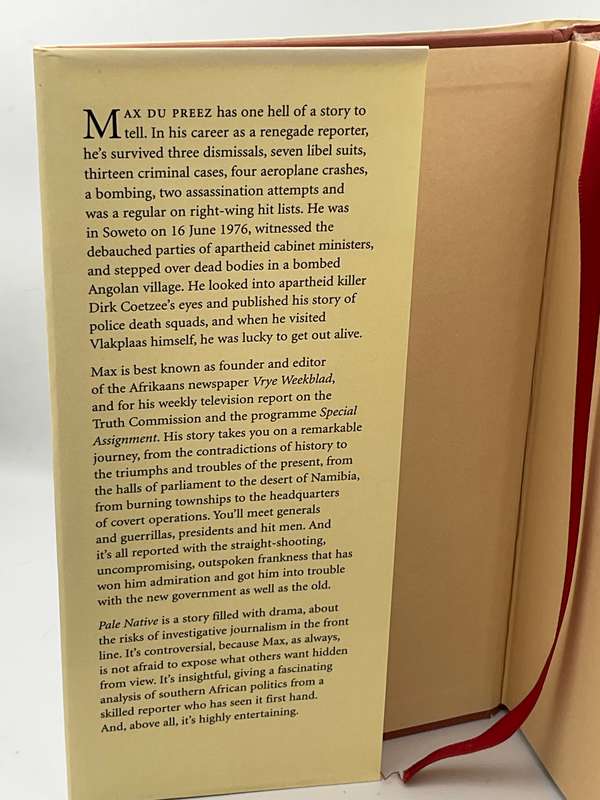 MAX DU PREEZ has one hell of a story to
tell. In his career as a renegade reporter,
he's survived three dismissals, seven libel suits,
thirteen criminal cases, four aeroplane crashes,
a bombing, two assassination attempts and
was a regular on right-wing hit lists. He was
in Soweto on 16 June 1976, witnessed the
debauched parties of apartheid cabinet ministers,
and stepped over dead bodies in a bombed
Angolan village. He looked into apartheid killer
Dirk Coetzee's eyes and published his story of
police death squads, and when he visited
Vlakplaas himself, he was lucky to get out alive.
Max is best known as founder and editor
of the Afrikaans newspaper Vrye Weekblad,
and for his weekly television report on the
Truth Commission and the programme Special
Assignment. His story takes you on a remarkable
journey, from the contradictions of history to
the triumphs and troubles of the present, from
the halls of parliament to the desert of Namibia,
from burning townships to the headquarters
of covert operations. You'll meet generals
and guerrillas, presidents and hit men. And
it's all reported with the straight-shooting,
uncompromising, outspoken frankness that has
won him admiration and got him into trouble
with the new government as well as the old.
Pale Native is a story filled with drama, about
the risks of investigative journalism in the front
line. It's controversial, because Max, as always,
is not afraid to expose what others want hidden
from view. It's insightful, giving a fascinating
analysis of southern African politics from a
skilled reporter who has seen it first hand.
And, above all, it's highly entertaining.